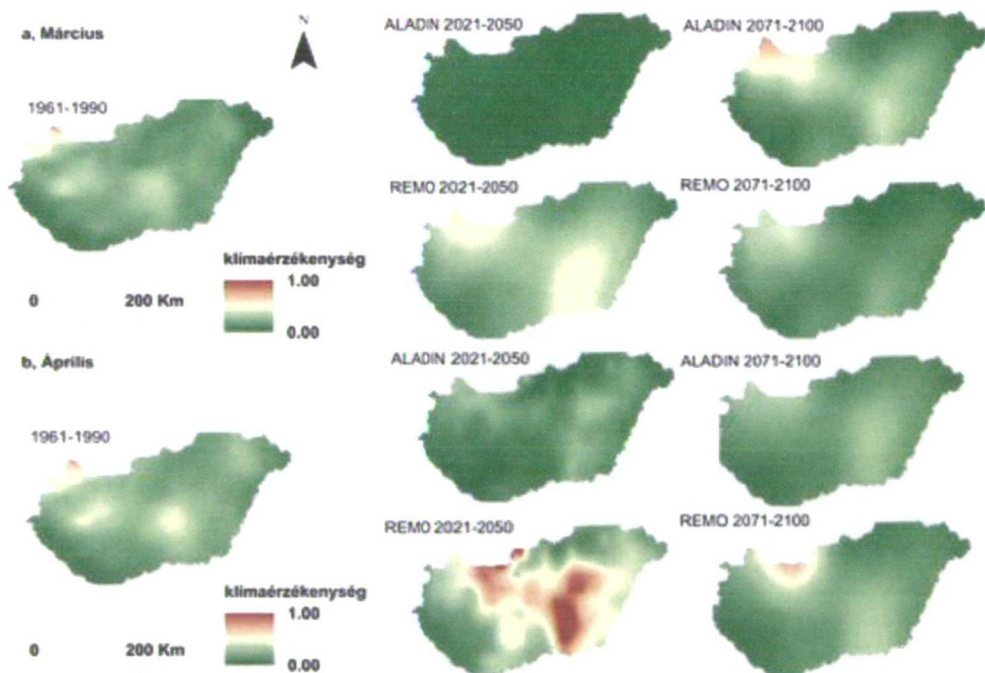 a, Március
N
1961-1990
klímaérzékenység
1.00
0.00
0 200 Km
ALADIN 2021-2050
ALADIN 2071-2100
REMO 2021-2050
REMO 2071-2100
b, Április
1961-1990
klímaérzékenység
1.00
0.00
0 200 Km
ALADIN 2021-2050
ALADIN 2071-2100
REMO 2021-2050
REMO 2071-2100